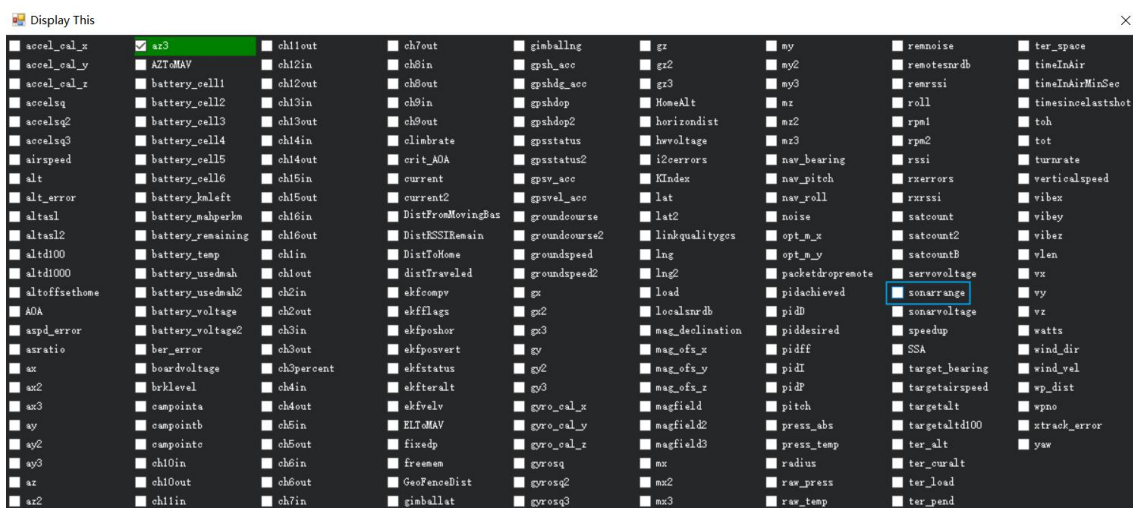 Display This
accel_cal_x
accel_cal_y
accel_cal_z
accelsq
accelsq2
accelsq3
airspeed
alt
alt_error
altasl
altasl2
altd100
altd1000
altoffsethome
AOA
aspd_error
asratio
ax
ax2
ax3
ay
ay2
ay3
az
az2
az3
AZToMAV
battery_cell1
battery_cell2
battery_cell3
battery_cell4
battery_cell5
battery_cell6
battery_kmleft
battery_mahperkm
battery_remaining
battery_temp
battery_usedmah
battery_usedmah2
battery_voltage
battery_voltage2
ber_error
boardvoltage
brklevel
campointa
campointb
campointc
ch10in
ch10out
ch11in
ch11out
ch12in
ch12out
ch13in
ch13out
ch14in
ch14out
ch15in
ch15out
ch16in
ch16out
ch1in
ch1out
ch2in
ch2out
ch3in
ch3out
ch3percent
ch4in
ch4out
ch5in
ch5out
ch6in
ch6out
ch7in
ch7out
ch8in
ch8out
ch9in
ch9out
climbrate
crit_AOA
current
current2
DistFromMovingBas
DistRSSIRemain
DistToHome
distTraveled
ekfcompv
ekfflags
ekfposhor
ekfposvert
ekfstatus
ekfteralt
ekfvelv
ELToMAV
fixedp
freemem
GeoFenceDist
gimballat
gimballng
gpsh_acc
gpshdg_acc
gpshdop
gpshdop2
gpsstatus
gpsstatus2
gpsv_acc
gpsvel_acc
groundcourse
groundcourse2
groundspeed
groundspeed2
gx
gx2
gx3
gy
gy2
gy3
gyro_cal_x
gyro_cal_y
gyro_cal_z
gyrosq
gyrosq2
gyrosq3
gz
gz2
gz3
HomeAlt
horizondist
hwvoltage
i2cerrors
KIndex
lat
lat2
linkqualitygcs
lng
lng2
load
localsnrdb
mag_declination
mag_ofs_x
mag_ofs_y
mag_ofs_z
magfield
magfield2
magfield3
mx
mx2
mx3
my
my2
my3
mz
mz2
mz3
nav_bearing
nav_pitch
nav_roll
noise
opt_m_x
opt_m_y
packetdropremote
pidachieved
pidD
piddesired
pidff
pidI
pidP
pitch
press_abs
press_temp
radius
raw_press
raw_temp
remnoise
remotesnrdb
remrssi
roll
rpm1
rpm2
rssi
rxerrors
rxrssi
satcount
satcount2
satcountB
servovoltage
sonarrange
sonarvoltage
speedup
SSA
target_bearing
targetairspeed
targetalt
targetaltd100
ter_alt
ter_curalt
ter_load
ter_pend
ter_space
timeInAir
timeInAirMinSec
timesincelastshot
toh
tot
turnrate
verticalspeed
vibex
vibey
vibez
vlen
vx
vy
vz
watts
wind_dir
wind_vel
wp_dist
wpno
xtrack_error
yaw